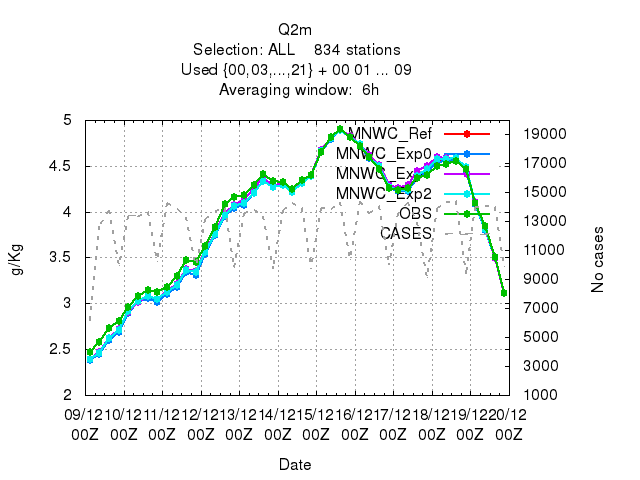 Q2m
Selection: ALL    834 stations
Used {00,03,...,21} + 00 01 ... 09
Averaging window:  6h
5
4.5
4
3.5
3
2.5
2
g/Kg
19000
17000
15000
13000
11000
9000
7000
5000
3000
1000
No cases
MNWC_Ref
MNWC_Exp0
MNWC_Exp2
OBS
CASES
09/12 10/12 11/12 12/12 13/12 14/12 15/12 16/12 17/12 18/12 19/12 20/12
00Z 00Z 00Z 00Z 00Z 00Z 00Z 00Z 00Z 00Z 00Z 00Z
Date